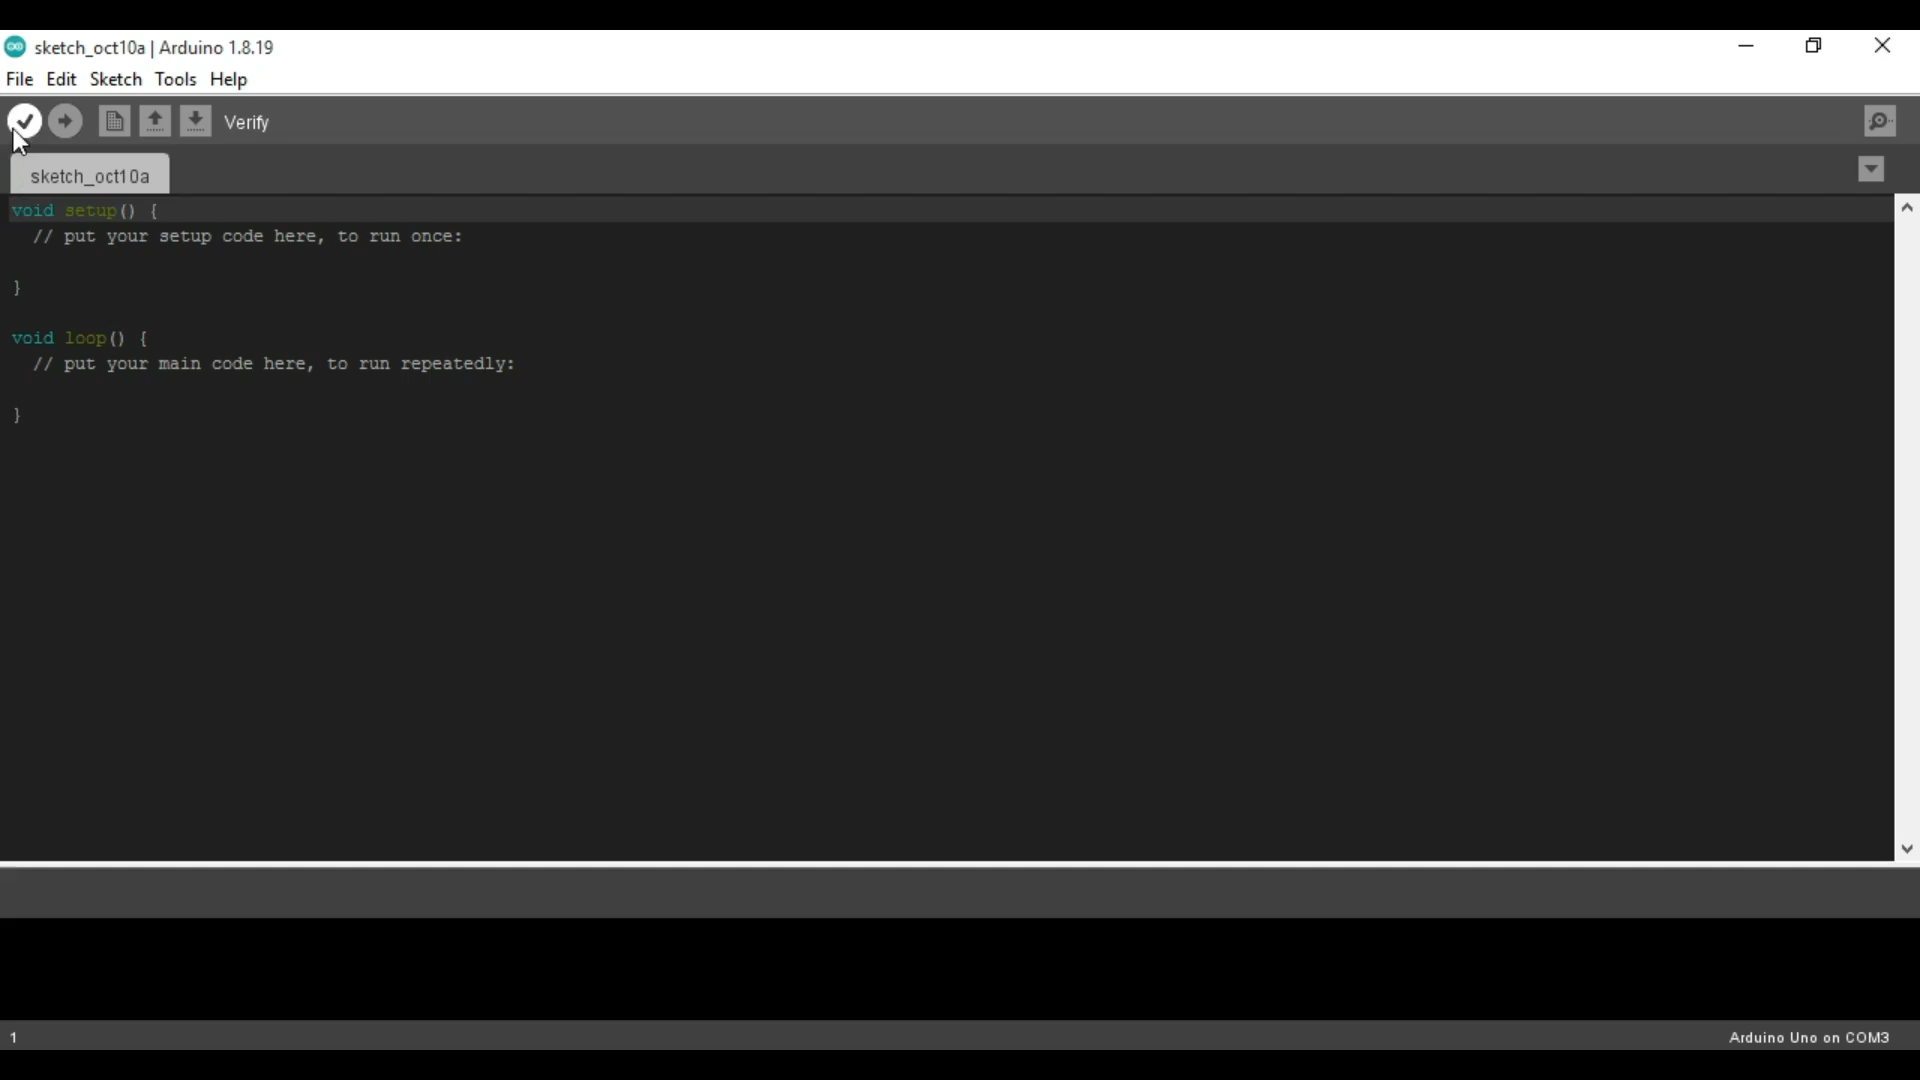 sketch_oct10a | Arduino 1.8.19
File Edit Sketch Tools Help
Verify
sketch_oct10a
void setup() {
  // put your setup code here, to run once:
}
void loop() {
  // put your main code here, to run repeatedly:
}
1
Arduino Uno on COM3